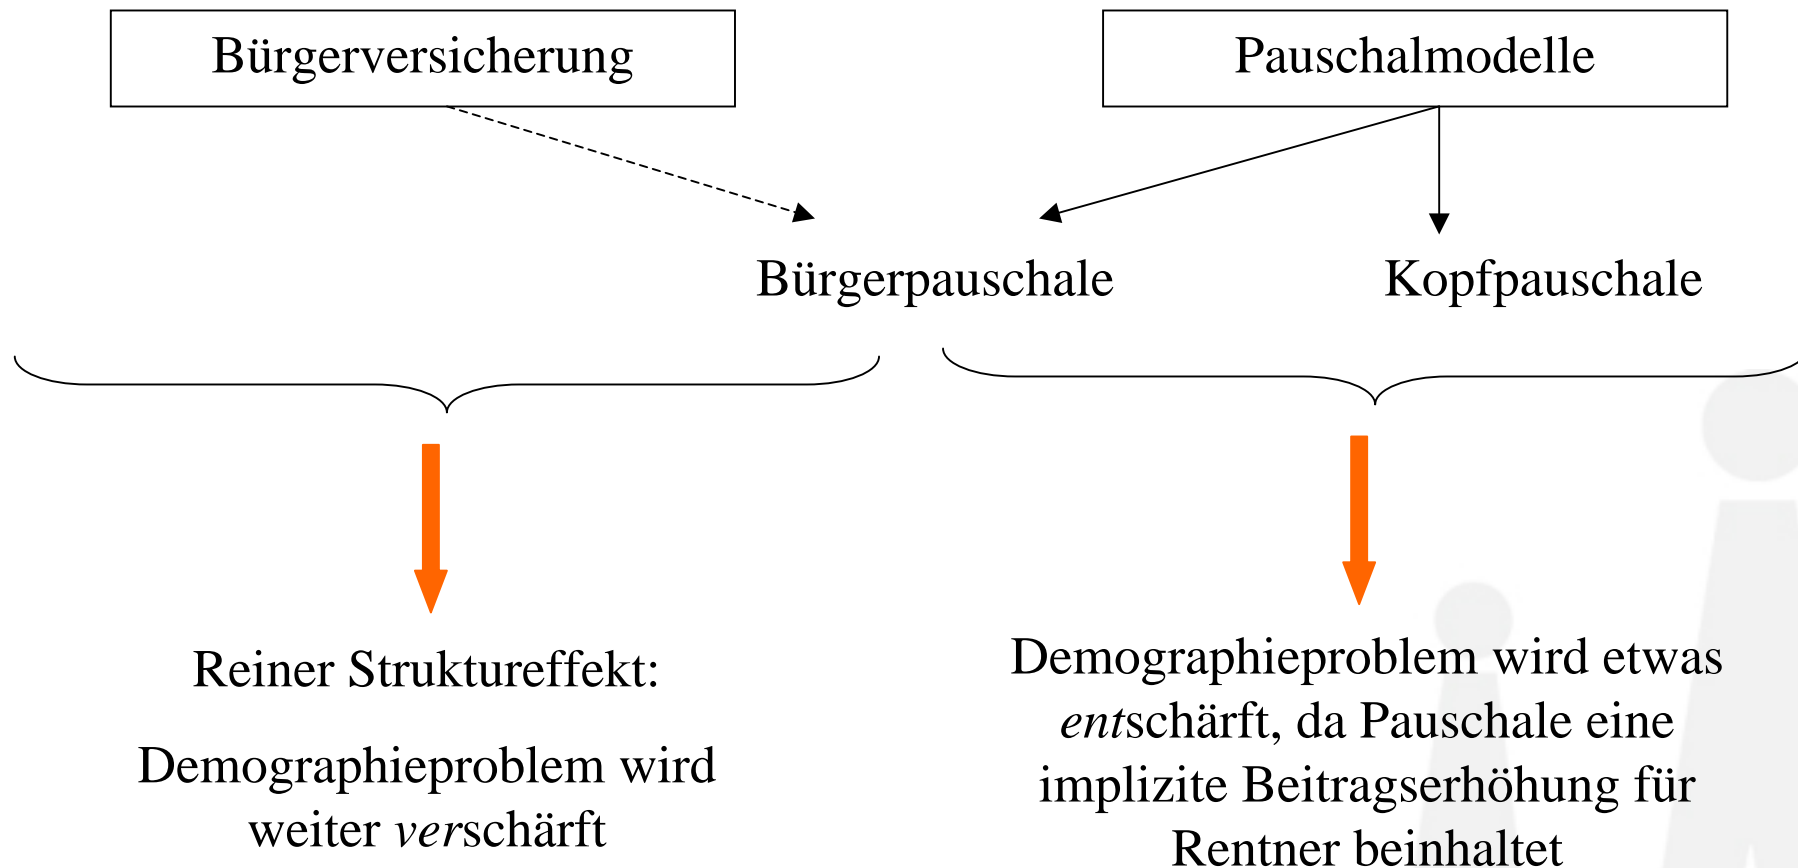 Bürgerversicherung
Pauschalmodelle
Bürgerpauschale
Kopfpauschale
Reiner Struktureffekt:
Demographieproblem wird
weiter verschärft
Demographieproblem wird etwas
entschärft, da Pauschale eine
implizite Beitragserhöhung für
Rentner beinhaltet